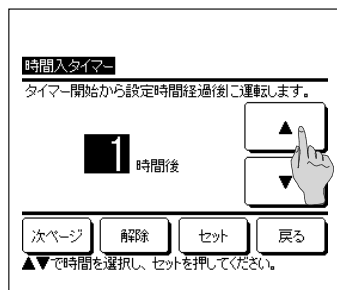 時間入タイマー
タイマー開始から設定時間経過後に運転します。
▲
1 時間後
▼
次ページ 解除 セット 戻る
▲▼で時間を選択し、セットを押してください。